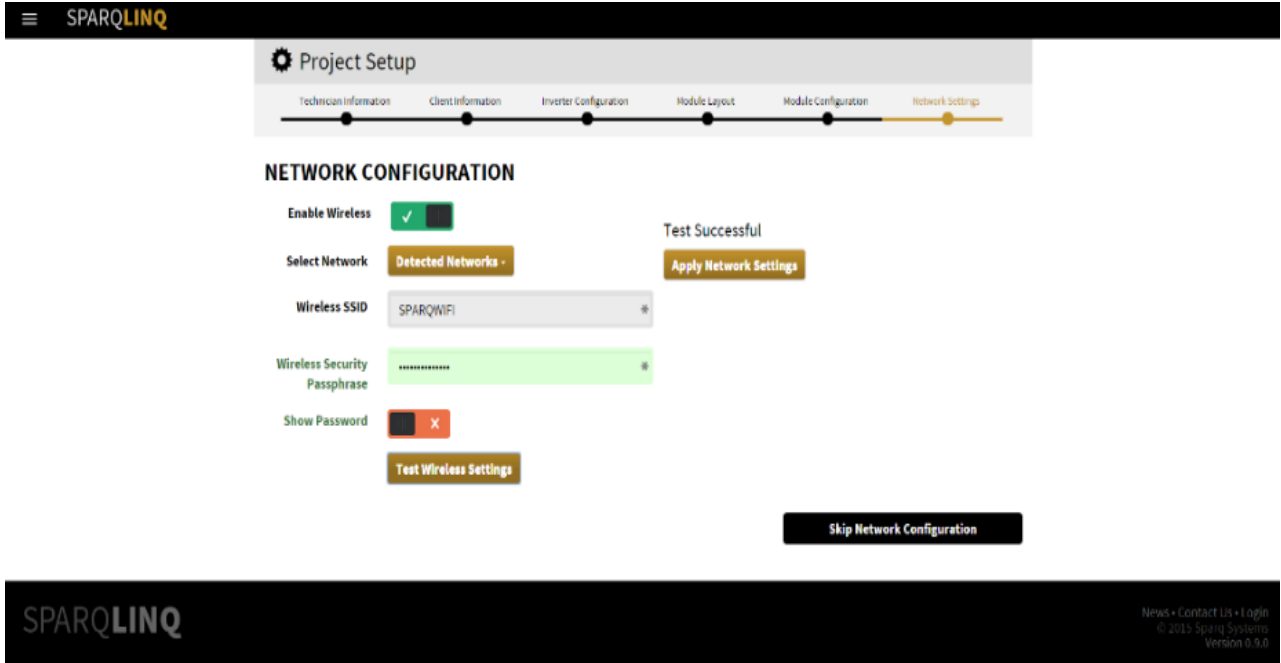 SPARQLINQ
Project Setup
Technician Information Client Information Inverter Configuration Module Layout Module Configuration Network Settings
NETWORK CONFIGURATION
Enable Wireless
Test Successful
Select Network Detected Networks -
Apply Network Settings
Wireless SSID SPARQWIFI *
Wireless Security Passphrase ••••••••••••• *
Show Password X
Test Wireless Settings
Skip Network Configuration
SPARQLINQ
News • Contact Us • Login
© 2015 Sparq Systems
Version 0.9.0